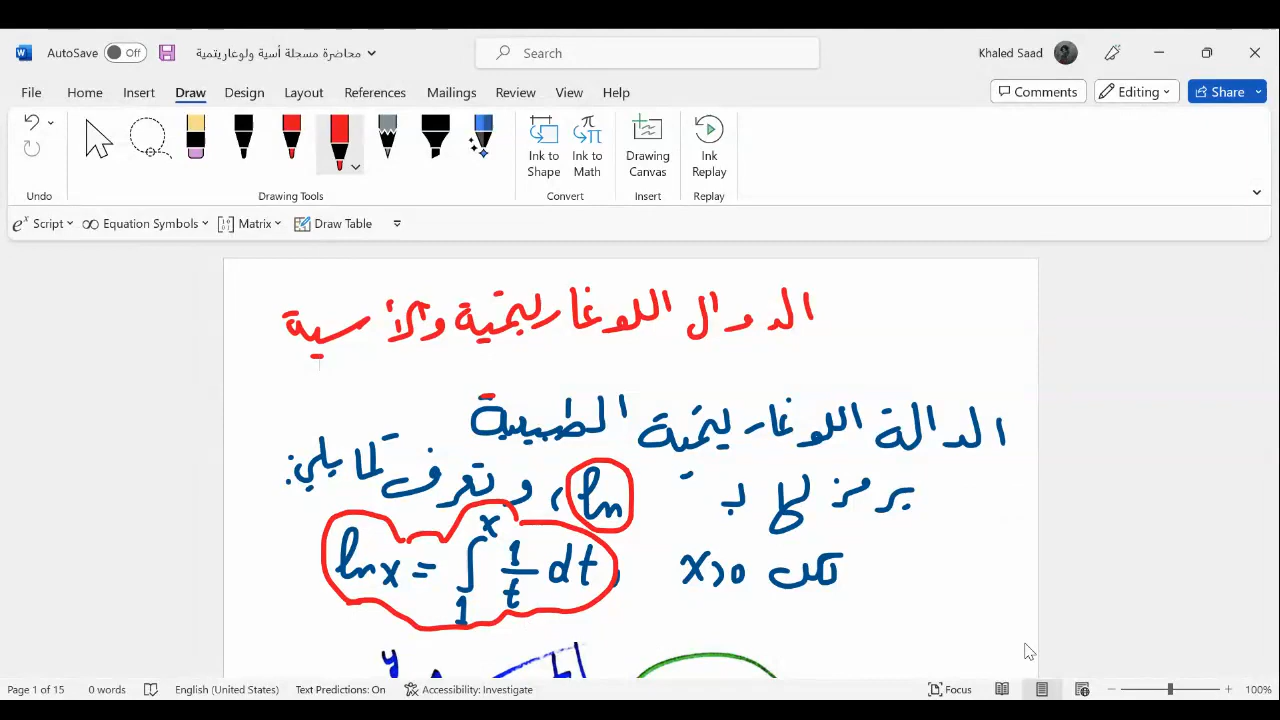 AutoSave Off محاضرة مسجلة أسية ولوغاريتمية Search Khaled Saad
File Home Insert Draw Design Layout References Mailings Review View Help Comments Editing Share
Ink to Shape Ink to Math Drawing Canvas Ink Replay
Undo Drawing Tools Convert Insert Replay
eˣ Script ∞ Equation Symbols Matrix Draw Table
الدوال اللوغاريتمية والأسية
الدالة اللوغاريتمية الطبيعية
يرمز لها ب ln، وتعرف كما يلي:
ln x = ∫₁ˣ 1/t dt, لكل x>0
y
Page 1 of 15 0 words English (United States) Text Predictions: On Accessibility: Investigate Focus 100%